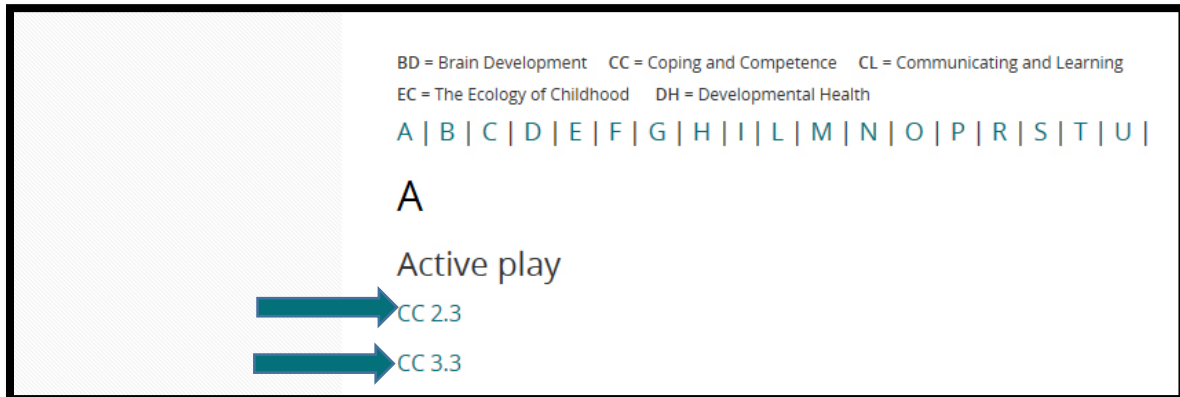 BD = Brain Development CC = Coping and Competence CL = Communicating and Learning
EC = The Ecology of Childhood DH = Developmental Health
A | B | C | D | E | F | G | H | I | L | M | N | O | P | R | S | T | U |
A
Active play
CC 2.3
CC 3.3